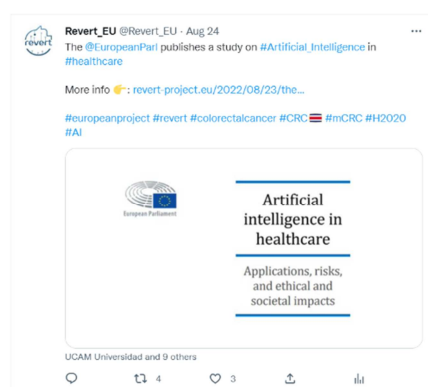 revert
Revert_EU @Revert_EU · Aug 24
The @EuropeanParl publishes a study on #Artificial_Intelligence in
#healthcare
More info 👉: revert-project.eu/2022/08/23/the...
#europeanproject #revert #colorectalcancer #CRC🇨🇷 #mCRC #H2020
#AI
European Parliament
Artificial
intelligence in
healthcare
Applications, risks,
and ethical and
societal impacts
UCAM Universidad and 9 others
4
3